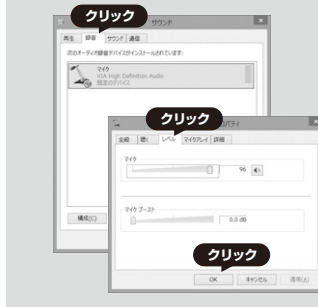 クリック
サウンド
再生 録音 サウンド 通信
次のオーディオ録音デバイスがインストールされています:
マイク
VIA High Definition Audio
既定のデバイス
クリック
プロパティ
全般 聴く レベル マイクアレイ 詳細
マイク
96
マイク ブースト
0.0 dB
構成(C)
クリック
OK キャンセル 適用(A)